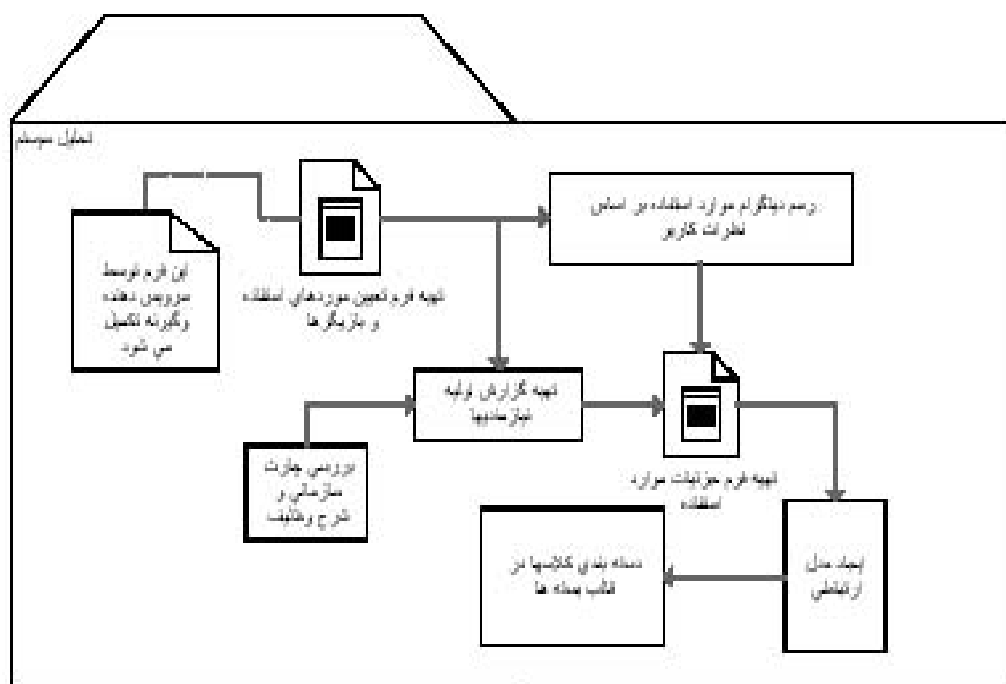 تحلیل سیستم
این فرم توسط
سرویس دهنده
وگیرنه تکمیل
می شود
تهیه فرم تعیین موردهای استفاده
و بازیگرها
رسم دیاگرام موارد استفاده بر اساس
نظرات کاربر
تهیه گزارش اولیه
نیازمندیها
بررسی چارت
سازمانی و
شرح وظایف
تهیه فرم جزئیات موارد
استفاده
ایجاد مدل
ارتباطی
دسته بندی کلاسها در
قالب بسته ها